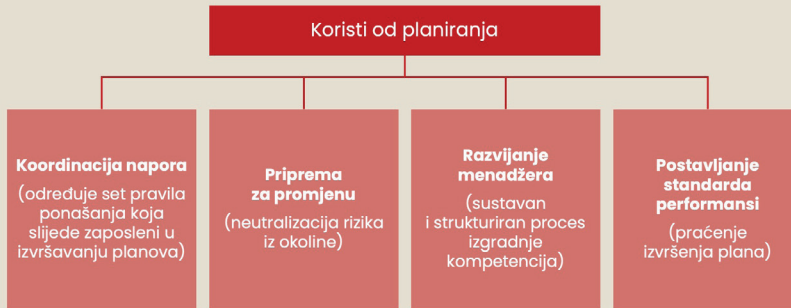 Koristi od planiranja
Koordinacija napora
(određuje set pravila
ponašanja koja
slijede zaposleni u
izvršavanju planova)
Priprema
za promjenu
(neutralizacija rizika
iz okoline)
Razvijanje
menadžera
(sustavan
i strukturiran proces
izgradnje
kompetencija)
Postavljanje
standarda
performansi
(praćenje
izvršenja plana)